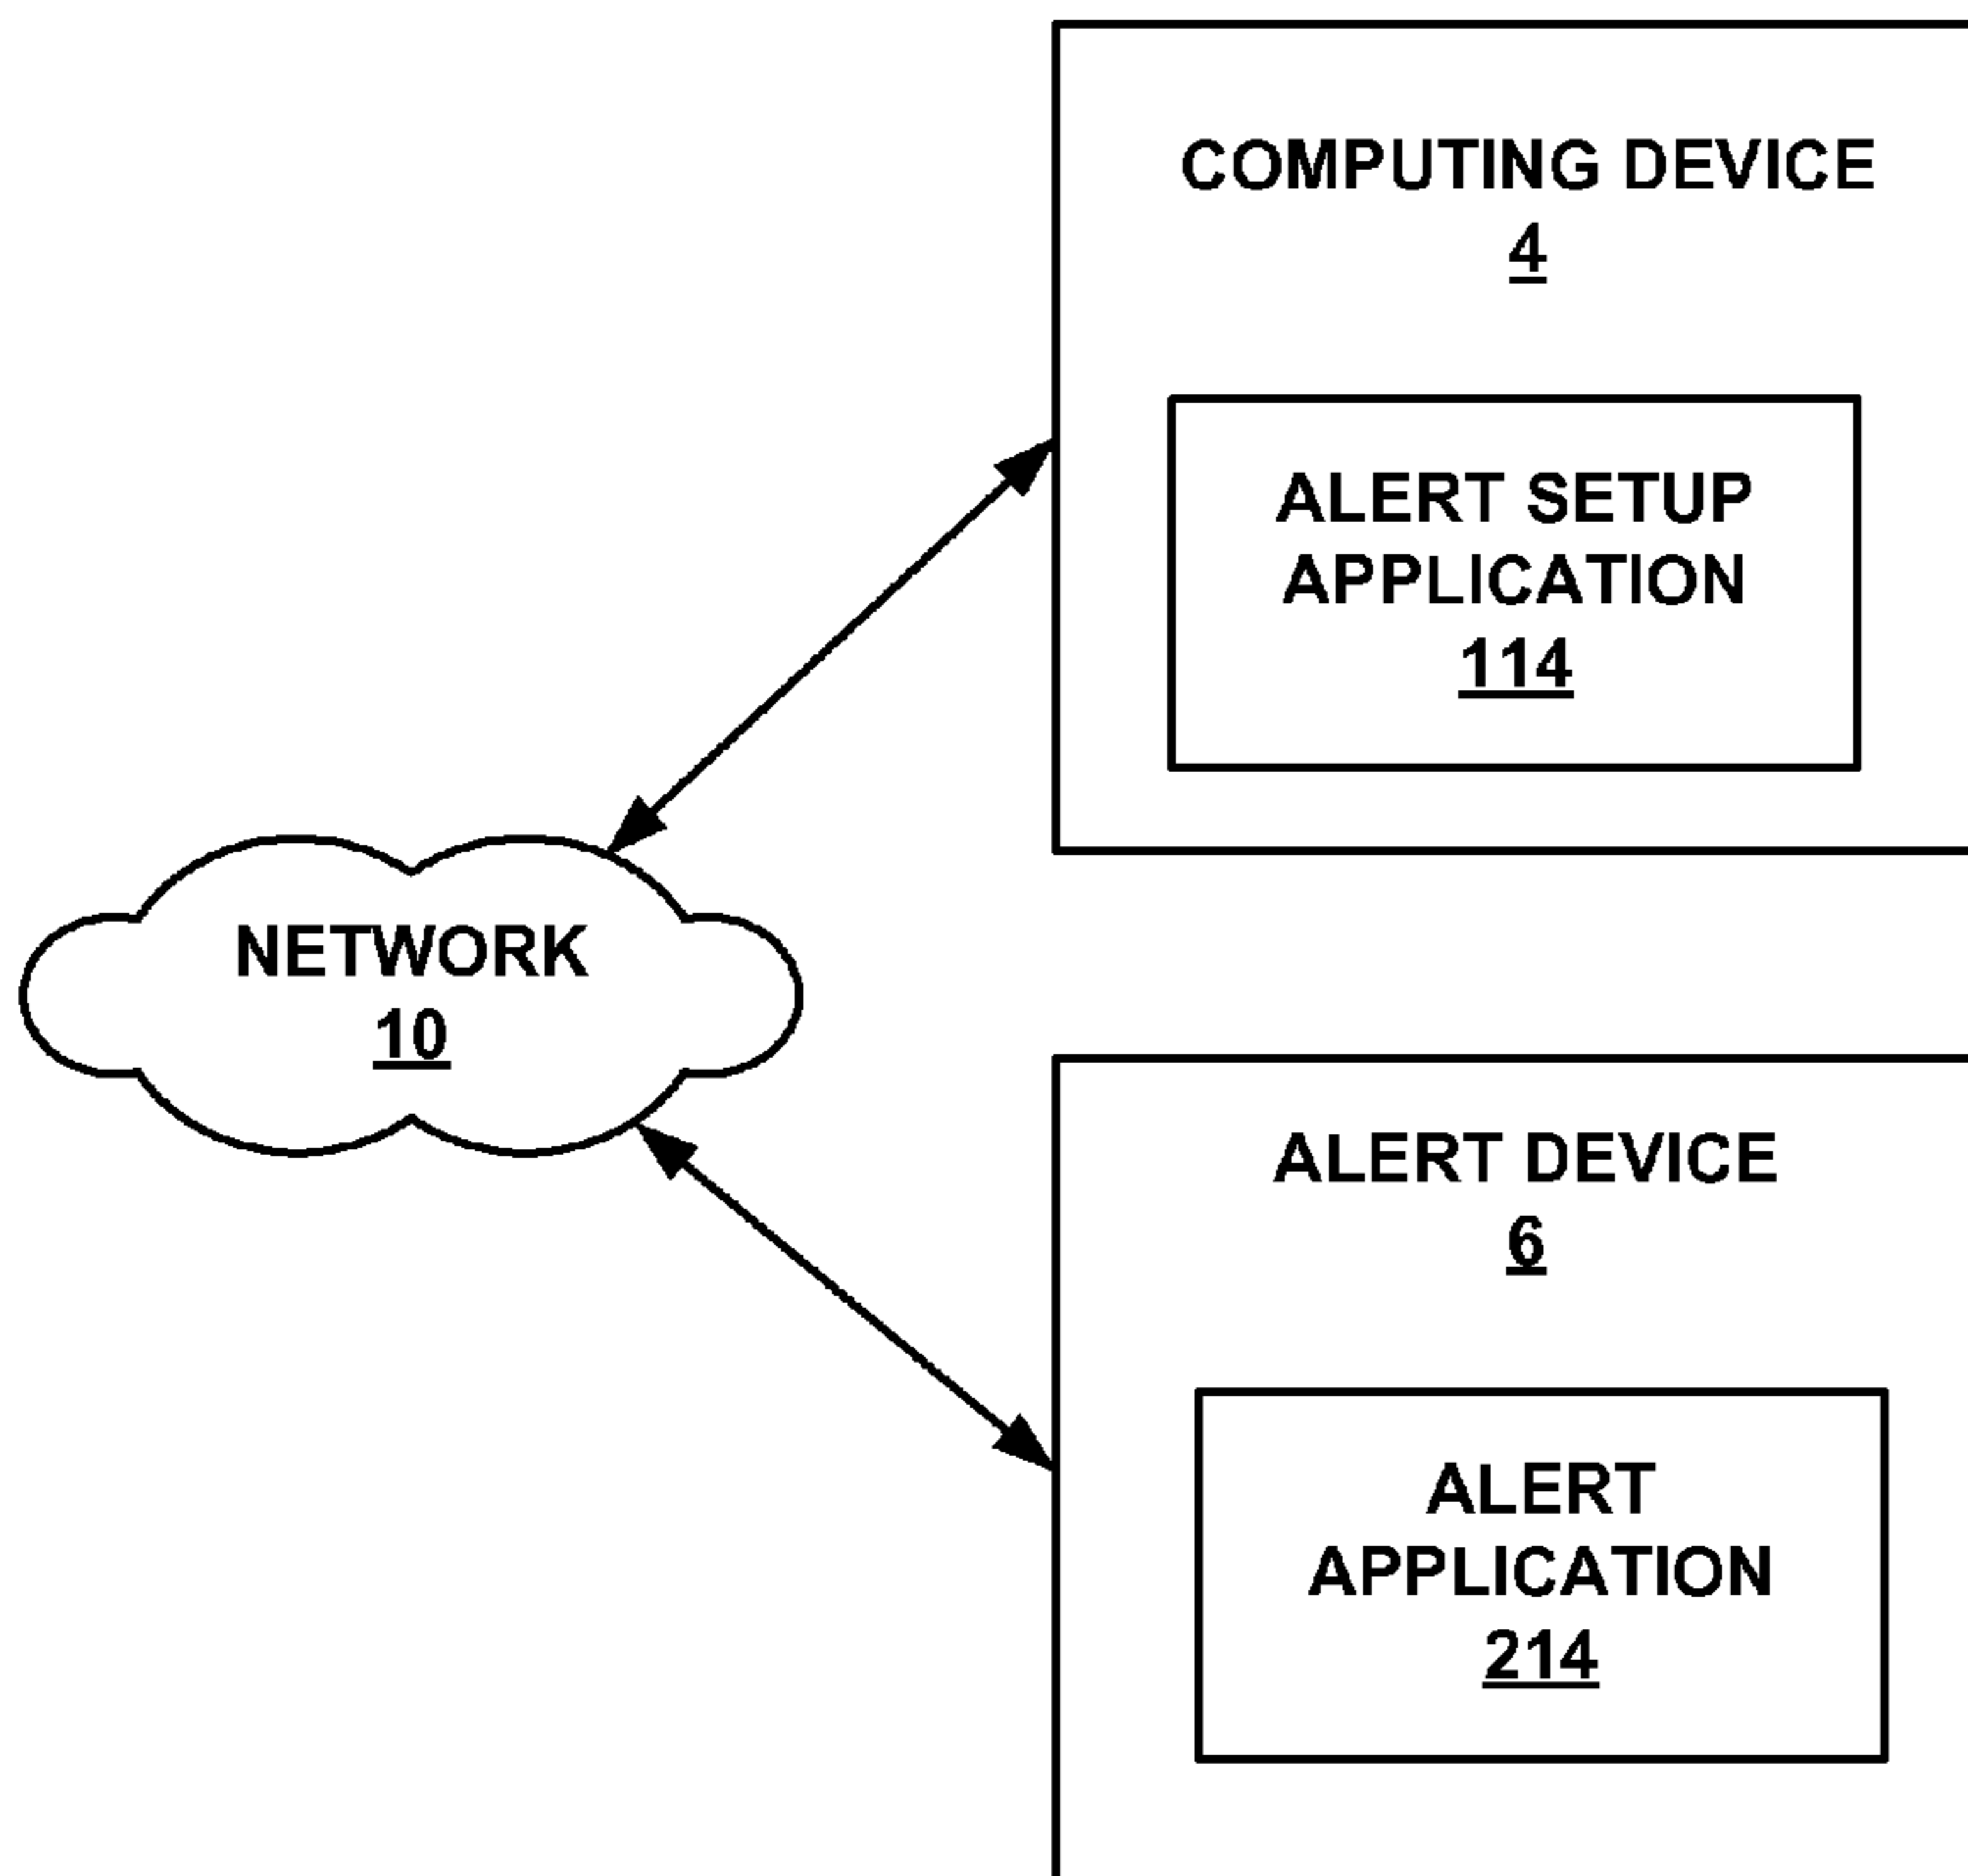 COMPUTING DEVICE
4
ALERT SETUP
APPLICATION
114
NETWORK
10
ALERT DEVICE
6
ALERT
APPLICATION
214